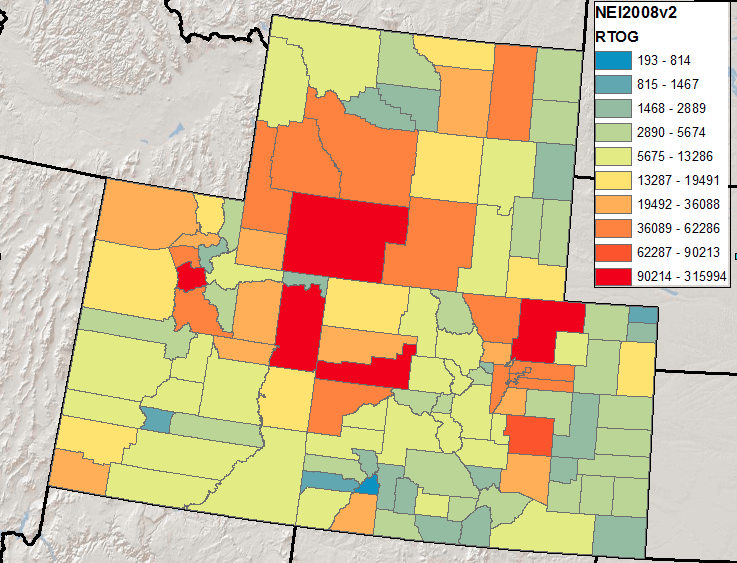 NEI2008v2
RTOG
193 - 814
815 - 1467
1468 - 2889
2890 - 5674
5675 - 13286
13287 - 19491
19492 - 36088
36089 - 62286
62287 - 90213
90214 - 315994